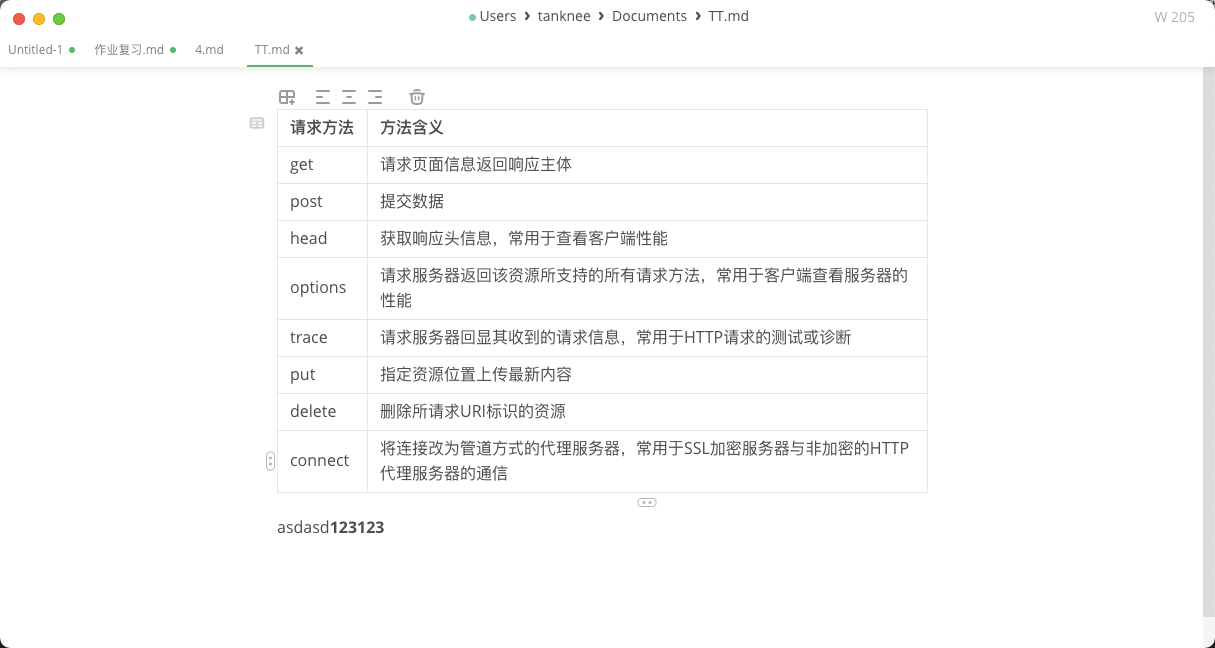 Users › tanknee › Documents › TT.md
W 205
Untitled-1 作业复习.md 4.md TT.md
请求方法 方法含义
get 请求页面信息返回响应主体
post 提交数据
head 获取响应头信息，常用于查看客户端性能
options 请求服务器返回该资源所支持的所有请求方法，常用于客户端查看服务器的
性能
trace 请求服务器回显其收到的请求信息，常用于HTTP请求的测试或诊断
put 指定资源位置上传最新内容
delete 删除所请求URI标识的资源
connect 将连接改为管道方式的代理服务器，常用于SSL加密服务器与非加密的HTTP
代理服务器的通信
asdasd123123